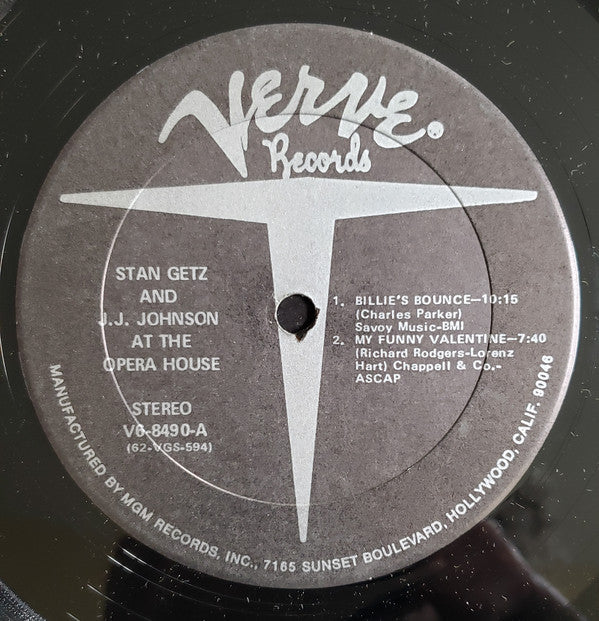 Verve®
Records
STAN GETZ
AND
J.J. JOHNSON
AT THE
OPERA HOUSE
STEREO
V6-8490-A
(62-VGS-594)
1. BILLIE'S BOUNCE—10:15
(Charles Parker)
Savoy Music-BMI
2. MY FUNNY VALENTINE—7:40
(Richard Rodgers-Lorenz
Hart) Chappell & Co.-
ASCAP
MANUFACTURED BY MGM RECORDS, INC., 7165 SUNSET BOULEVARD, HOLLYWOOD, CALIF. 90046